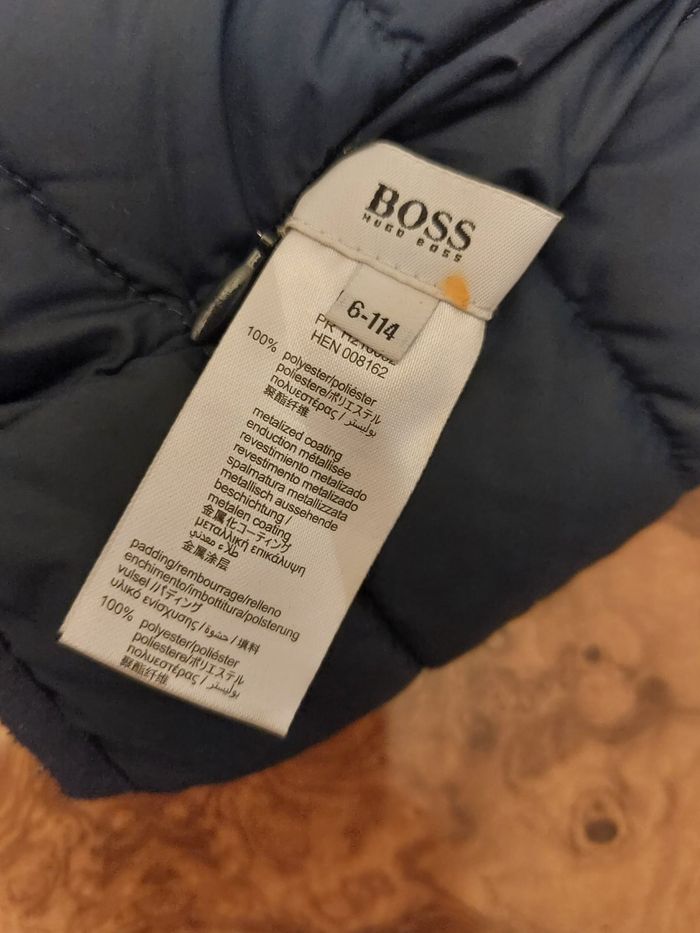 BOSS
HUGO BOSS
6-114
HEN 008162
100% polyester/poliéster
poliestere/ポリエステル
πολυεστέρας / بوليستر
聚酯纤维
metalized coating
enduction métallisée
revestimento metalizado
revestimiento metalizado
spalmatura metallizzata
metallisch aussehende
beschichtung /
metalen coating
金属化コーティング
μεταλλική επικάλυψη
طلاء معدني
金属涂层
padding/rembourrage/relleno
enchimento/imbottitura/polsterung
vulsel/パディング
υλικό ενίσχυσης / حشوة / 填料
100% polyester/poliéster
poliestere/ポリエステル
πολυεστέρας / بوليستر
聚酯纤维